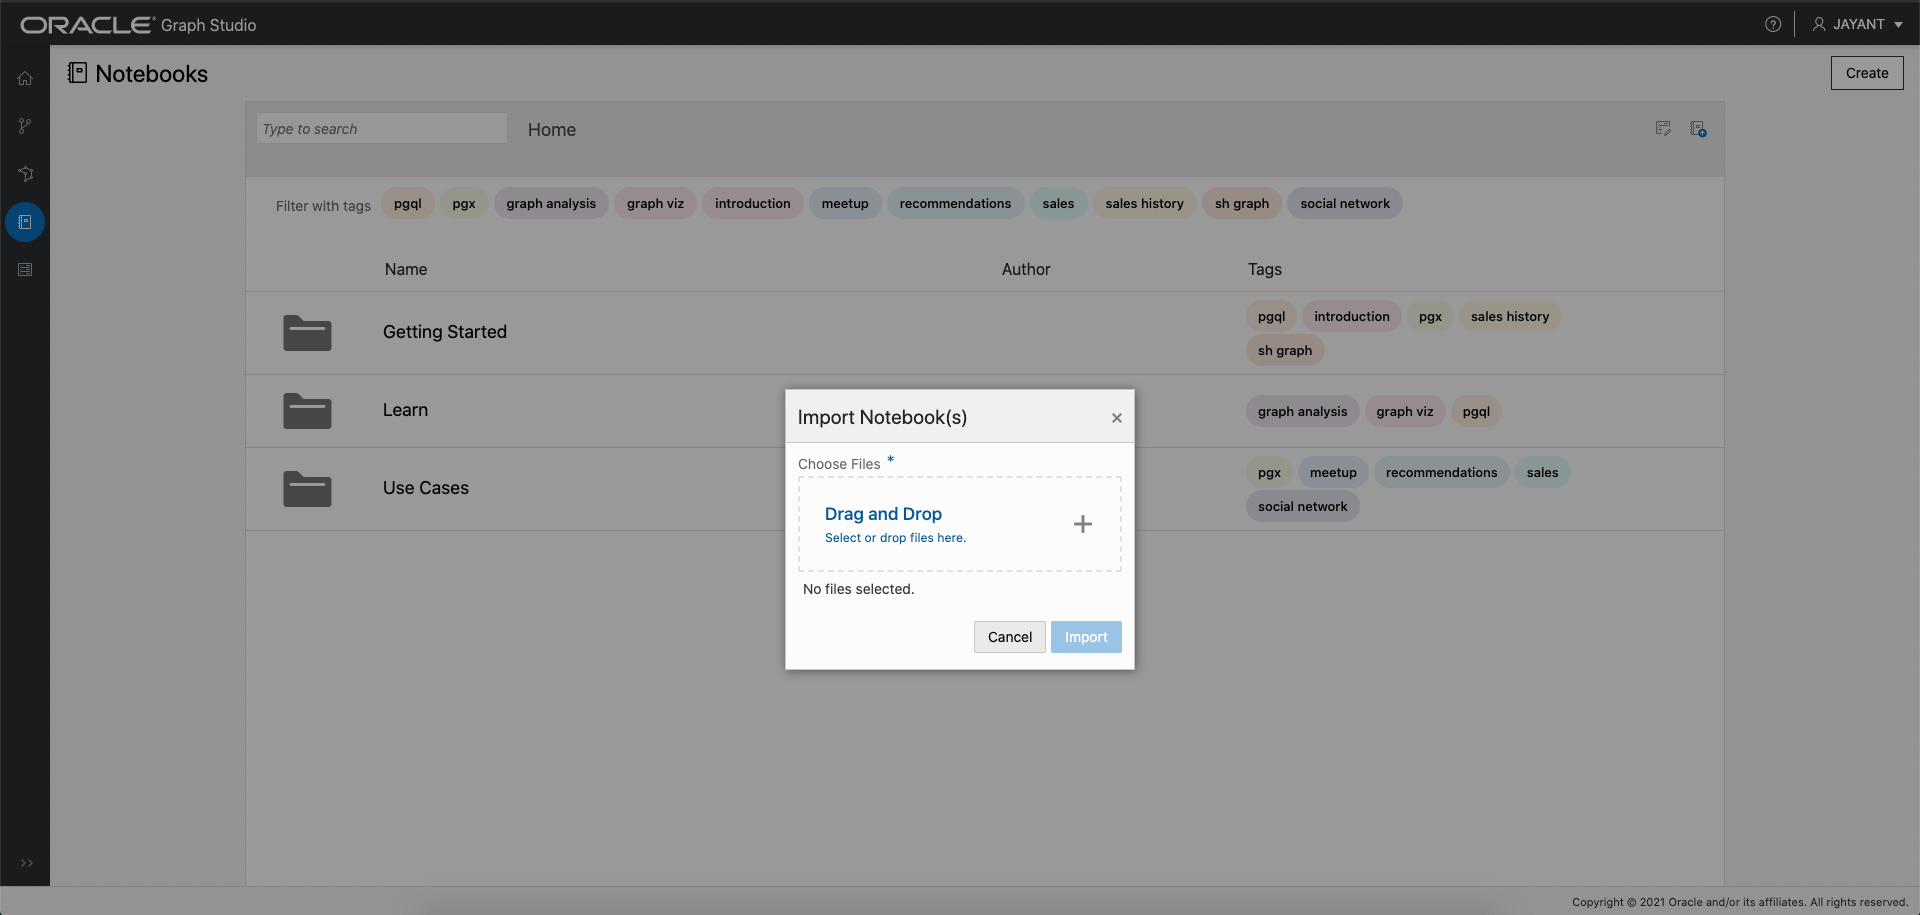 ORACLE® Graph Studio
JAYANT
Notebooks
Create
Type to search
Home
Filter with tags pgql pgx graph analysis graph viz introduction meetup recommendations sales sales history sh graph social network
Name Author Tags
Getting Started
pgql introduction pgx sales history
sh graph
Learn
graph analysis graph viz pgql
Use Cases
pgx meetup recommendations sales
social network
Import Notebook(s)
×
Choose Files *
Drag and Drop
Select or drop files here.
No files selected.
Cancel Import
Copyright © 2021 Oracle and/or its affiliates. All rights reserved.